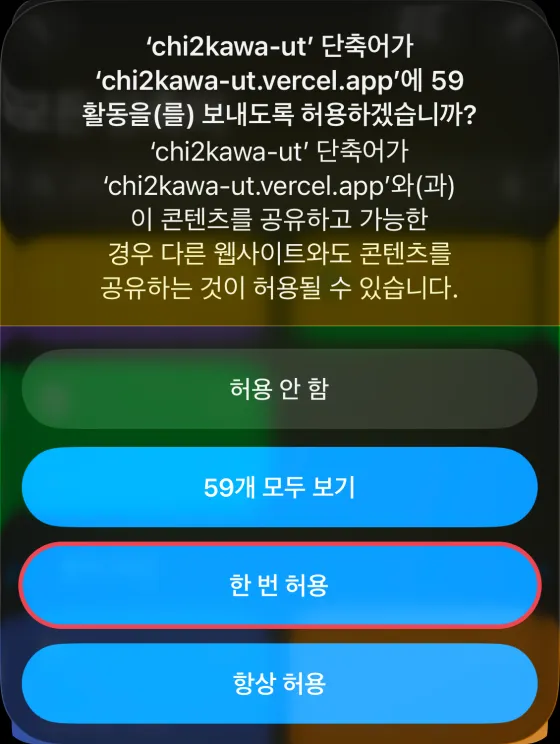 ‘chi2kawa-ut’ 단축어가
‘chi2kawa-ut.vercel.app’에 59
활동을(를) 보내도록 허용하겠습니까?
‘chi2kawa-ut’ 단축어가
‘chi2kawa-ut.vercel.app’와(과)
이 콘텐츠를 공유하고 가능한
경우 다른 웹사이트와도 콘텐츠를
공유하는 것이 허용될 수 있습니다.
허용 안 함
59개 모두 보기
한 번 허용
항상 허용